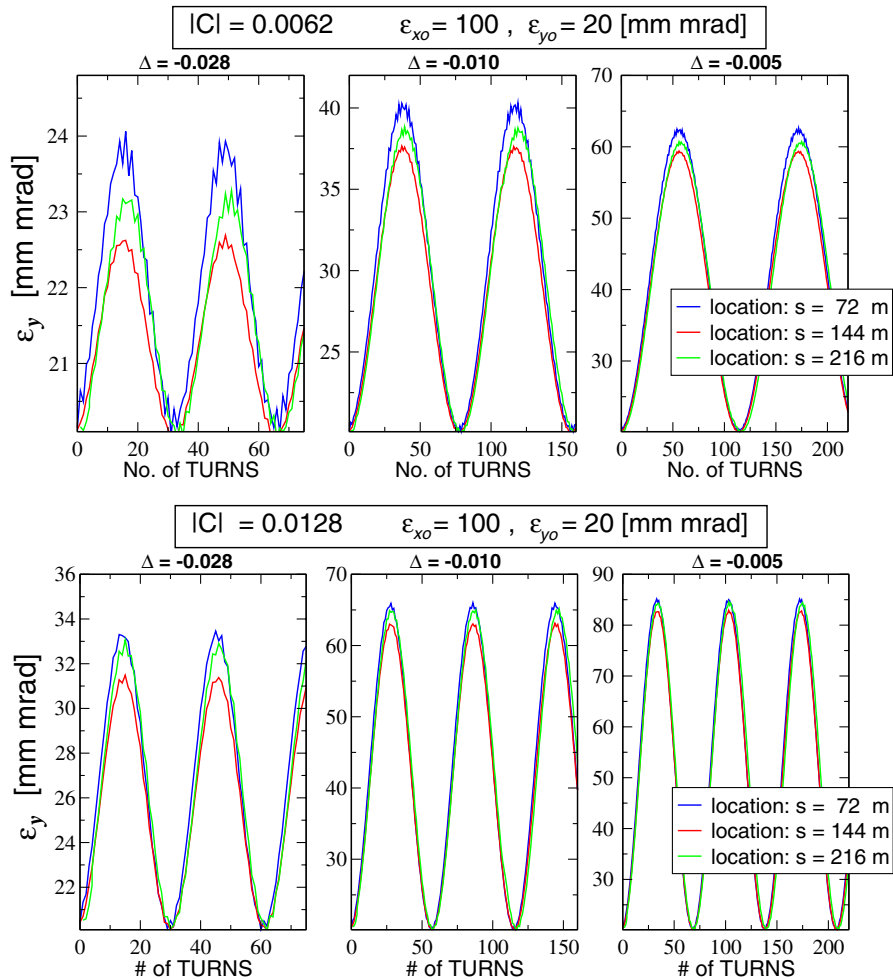 |C| = 0.0062 εxo = 100 , εyo = 20 [mm mrad]
Δ = -0.028 Δ = -0.010 Δ = -0.005
εy [mm mrad]
24
23
22
21
0 20 40 60
No. of TURNS
40
35
30
25
0 50 100 150
No. of TURNS
70
60
50
40
30
0 50 100 150 200
No. of TURNS
location: s = 72 m
location: s = 144 m
location: s = 216 m
|C| = 0.0128 εxo = 100 , εyo = 20 [mm mrad]
Δ = -0.028 Δ = -0.010 Δ = -0.005
εy [mm mrad]
36
34
32
30
28
26
24
22
0 20 40 60
# of TURNS
70
60
50
40
30
0 50 100 150
# of TURNS
90
80
70
60
50
40
30
0 50 100 150 200
# of TURNS
location: s = 72 m
location: s = 144 m
location: s = 216 m